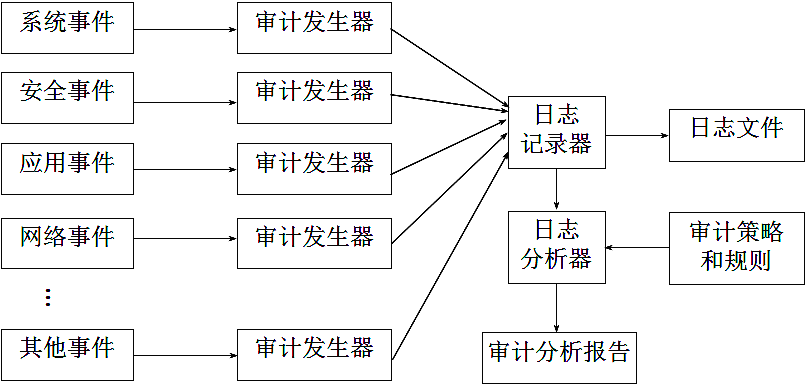 系统事件
审计发生器
安全事件
审计发生器
日志
记录器
日志文件
应用事件
审计发生器
网络事件
审计发生器
日志
分析器
审计策略
和规则
…
其他事件
审计发生器
审计分析报告